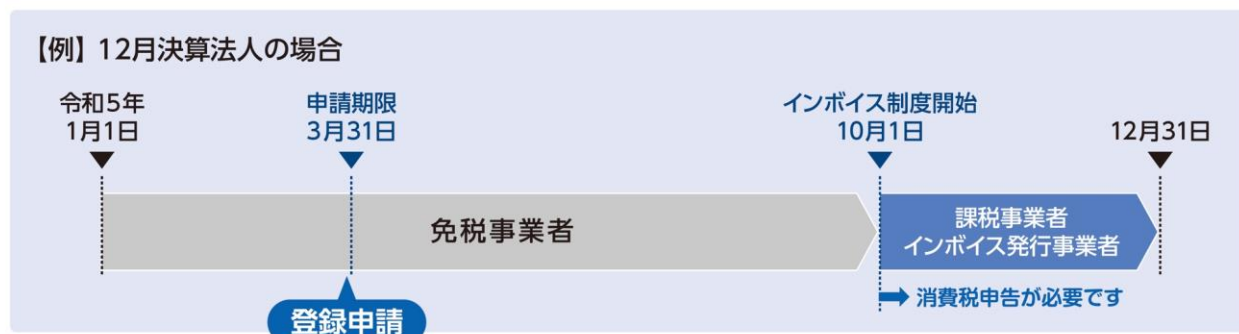 【例】12月決算法人の場合
令和5年
1月1日
申請期限
3月31日
インボイス制度開始
10月1日
12月31日
免税事業者
課税事業者
インボイス発行事業者
消費税申告が必要です
登録申請